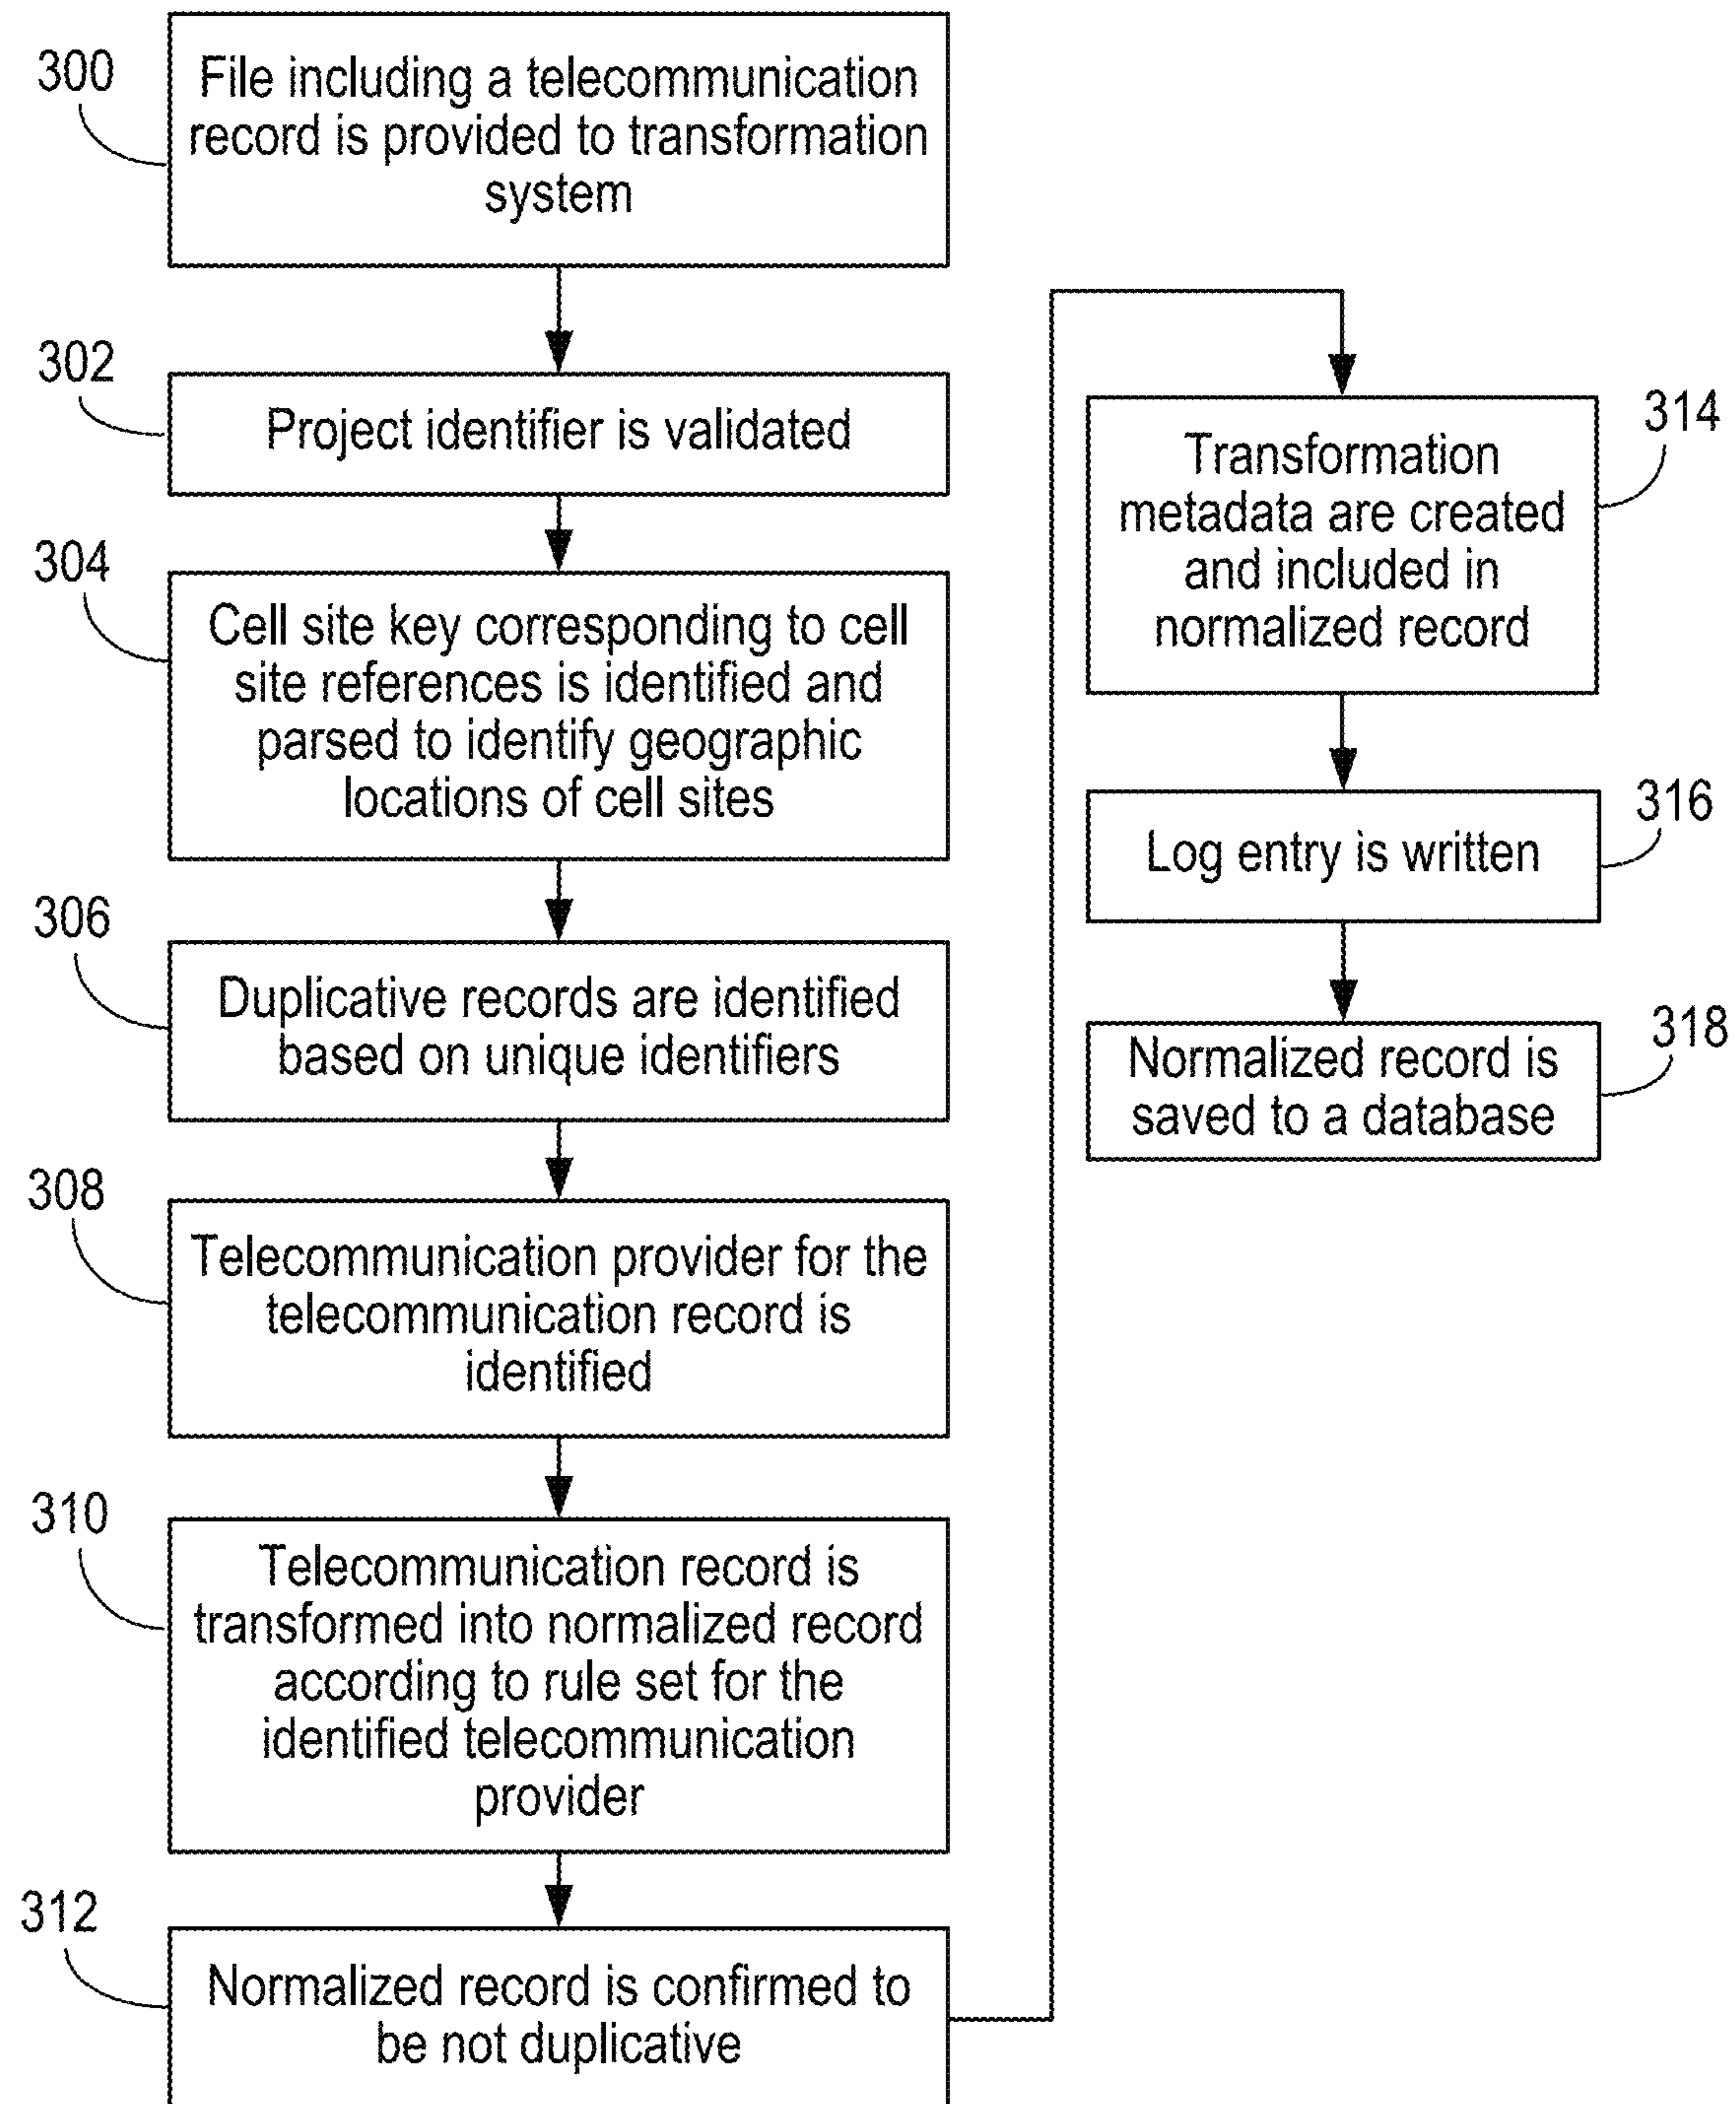 300
File including a telecommunication
record is provided to transformation
system
302
Project identifier is validated
304
Cell site key corresponding to cell
site references is identified and
parsed to identify geographic
locations of cell sites
306
Duplicative records are identified
based on unique identifiers
308
Telecommunication provider for the
telecommunication record is
identified
310
Telecommunication record is
transformed into normalized record
according to rule set for the
identified telecommunication
provider
312
Normalized record is confirmed to
be not duplicative
314
Transformation
metadata are created
and included in
normalized record
316
Log entry is written
318
Normalized record is
saved to a database